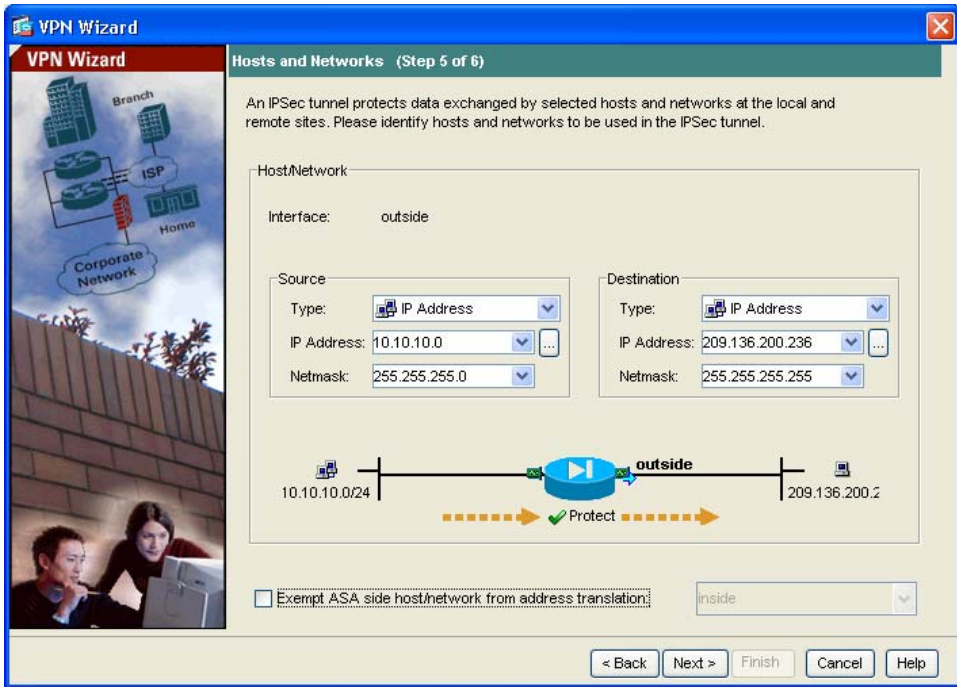 VPN Wizard
VPN Wizard
Branch
ISP
Home
Corporate
Network
Hosts and Networks (Step 5 of 6)
An IPSec tunnel protects data exchanged by selected hosts and networks at the local and
remote sites. Please identify hosts and networks to be used in the IPSec tunnel.
Host/Network
Interface: outside
Source
Type: IP Address
IP Address: 10.10.10.0 ...
Netmask: 255.255.255.0
Destination
Type: IP Address
IP Address: 209.136.200.236 ...
Netmask: 255.255.255.255
outside
10.10.10.0/24
209.136.200.2
Protect
Exempt ASA side host/network from address translation: inside
< Back Next > Finish Cancel Help